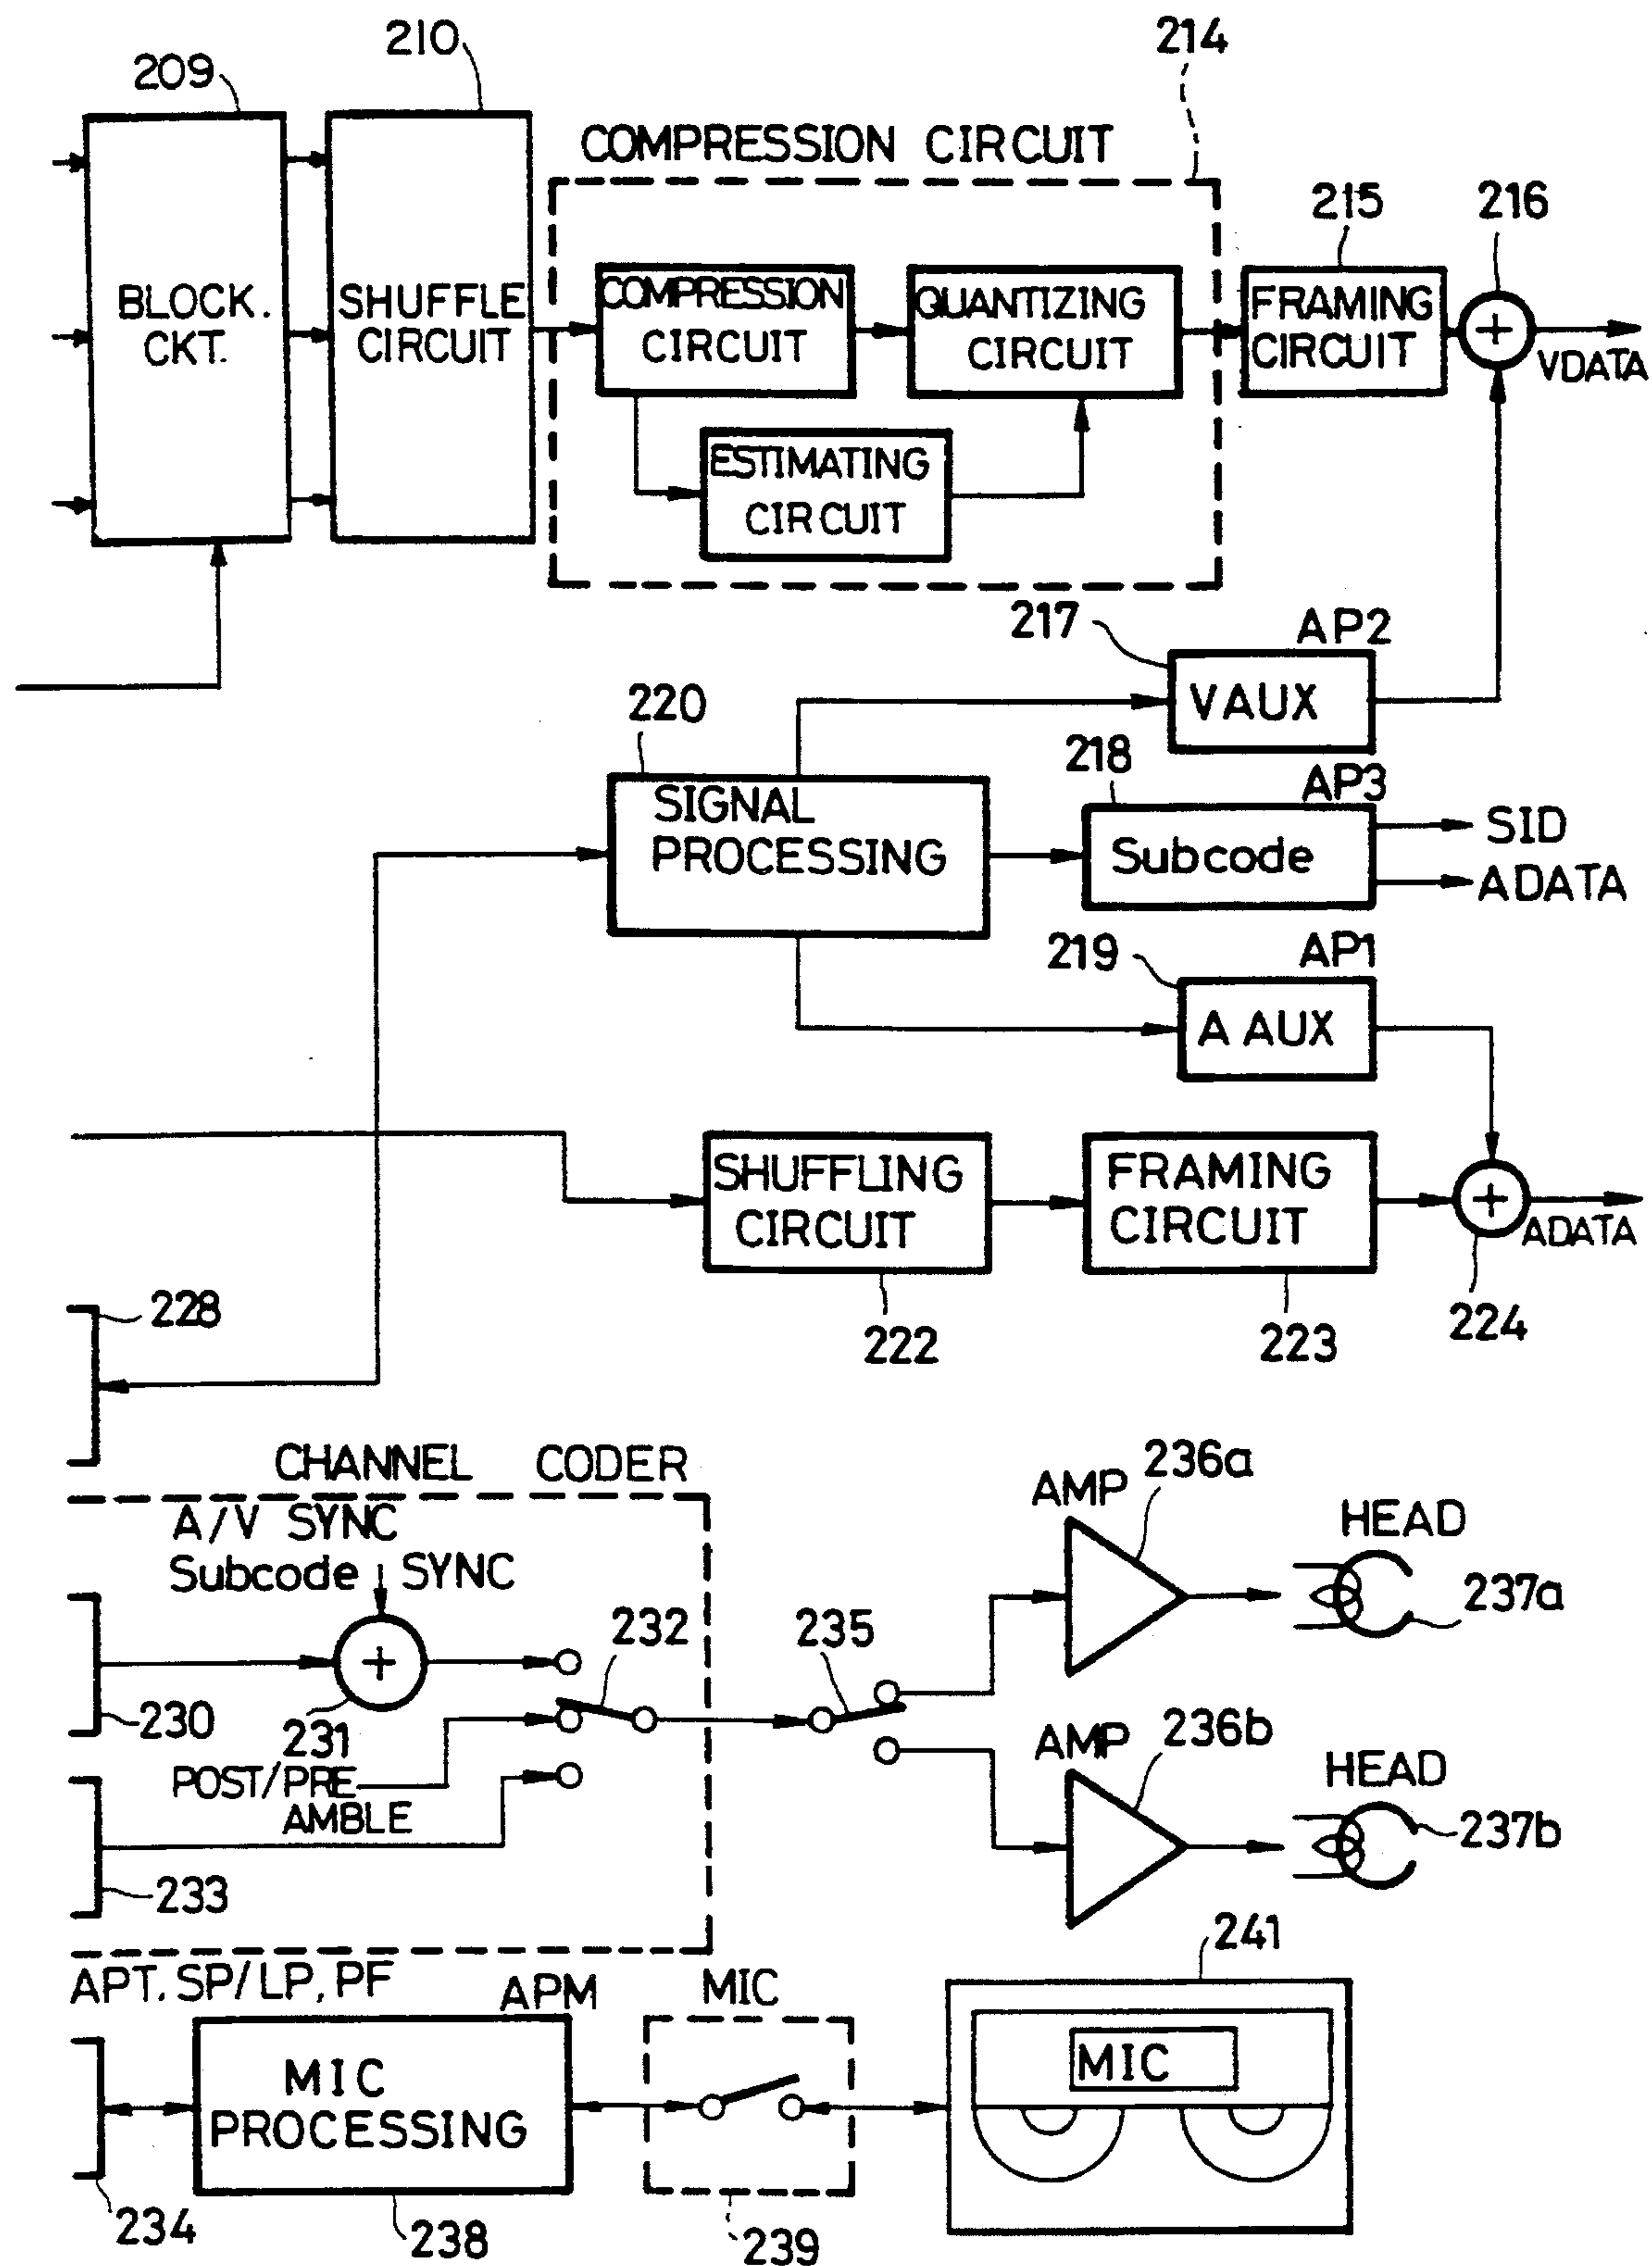 209
210
214
COMPRESSION CIRCUIT
215
216
BLOCK.
CKT.
SHUFFLE
CIRCUIT
COMPRESSION
CIRCUIT
QUANTIZING
CIRCUIT
FRAMING
CIRCUIT
+
VDATA
ESTIMATING
CIRCUIT
217
AP2
VAUX
220
218
AP3
SIGNAL
PROCESSING
Subcode
SID
ADATA
219
AP1
A AUX
SHUFFLING
CIRCUIT
FRAMING
CIRCUIT
+
ADATA
228
222
223
224
CHANNEL CODER
A/V SYNC
Subcode SYNC
AMP
236a
HEAD
237a
+
232
235
230
231
POST/PRE
AMBLE
AMP
236b
HEAD
237b
233
241
APT. SP/LP, PF
APM
MIC
MIC
PROCESSING
MIC
234
238
239